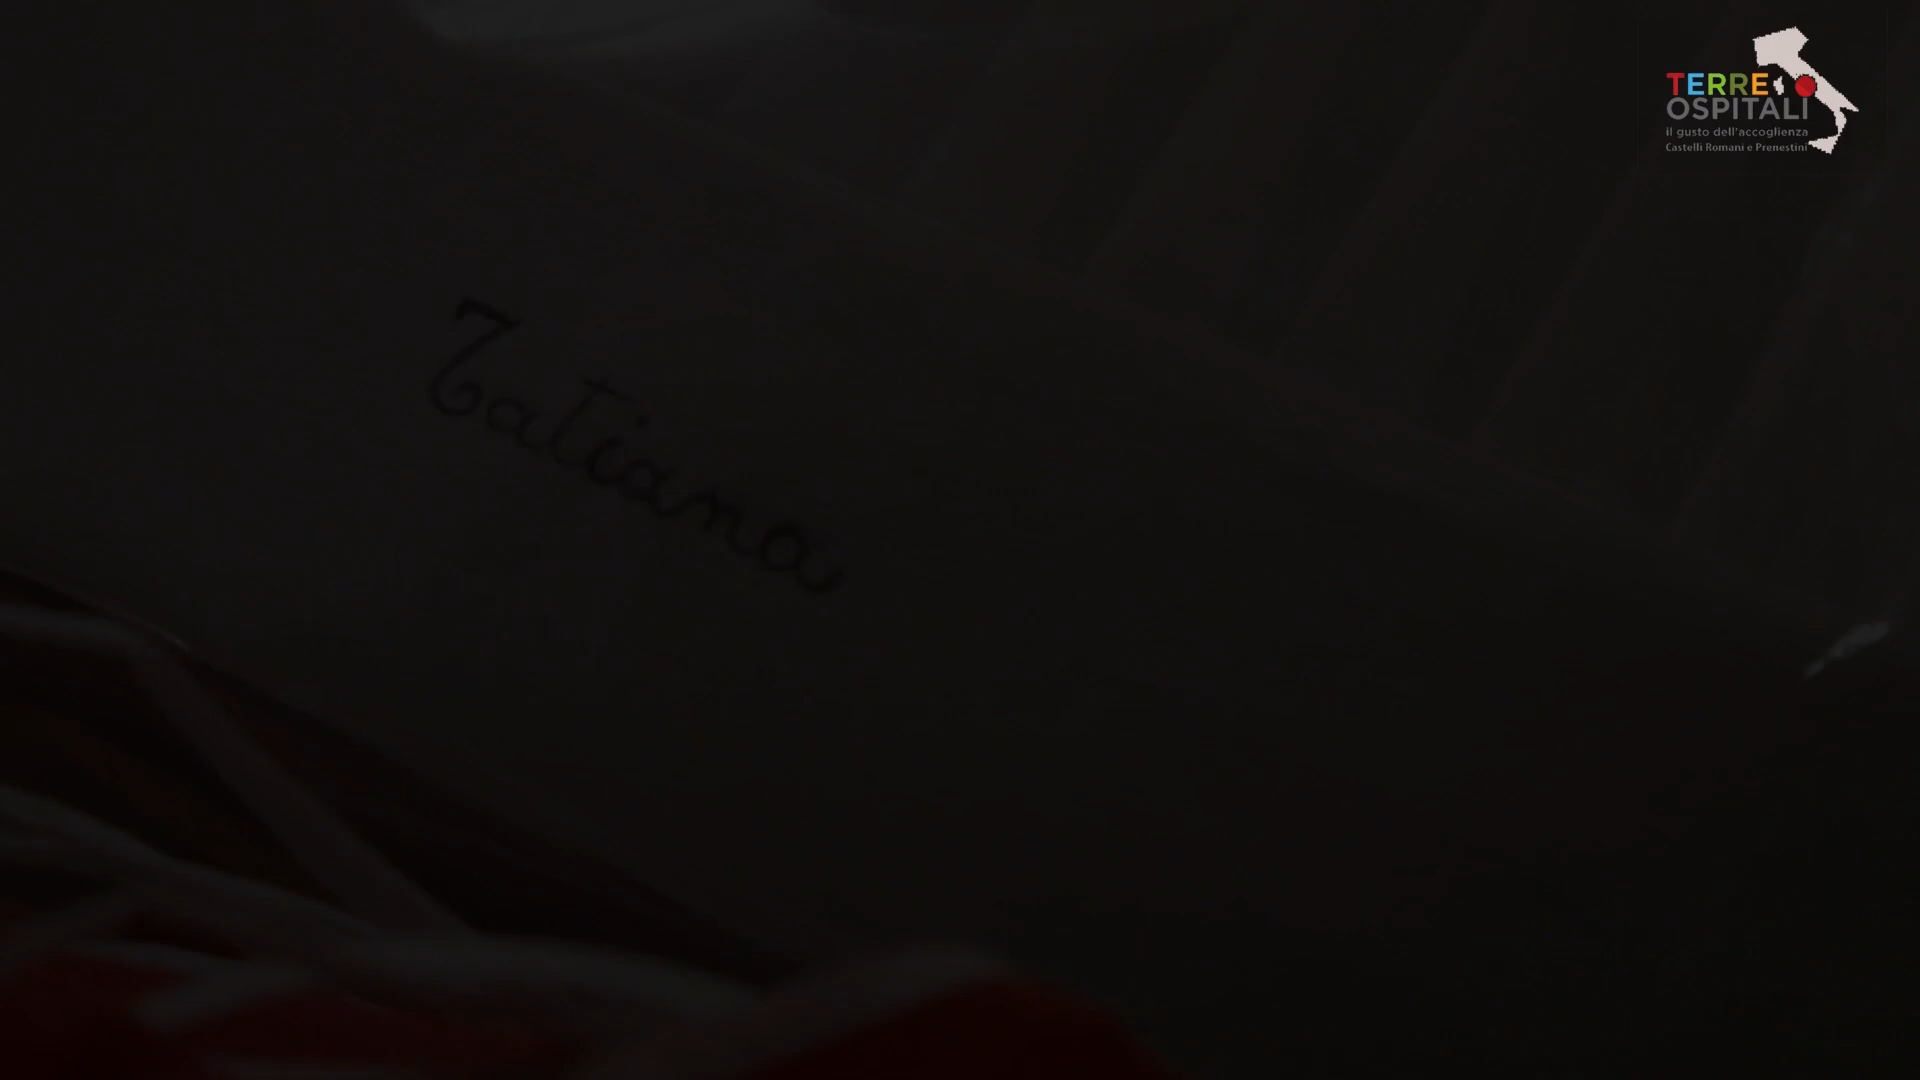 TERRE
OSPITALI
il gusto dell'accoglienza
Castelli Romani e Prenestini
Tatiana